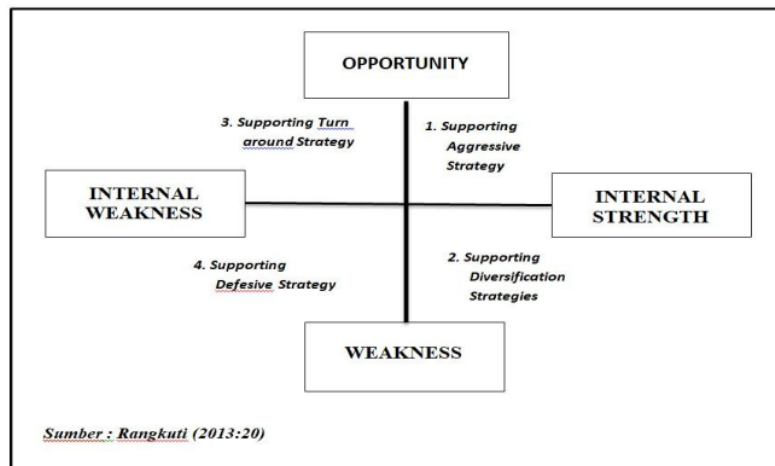 OPPORTUNITY
3. Supporting Turn
around Strategy
1. Supporting
Aggressive
Strategy
INTERNAL
WEAKNESS
INTERNAL
STRENGTH
4. Supporting
Defesive Strategy
2. Supporting
Diversification
Strategies
WEAKNESS
Sumber : Rangkuti (2013:20)